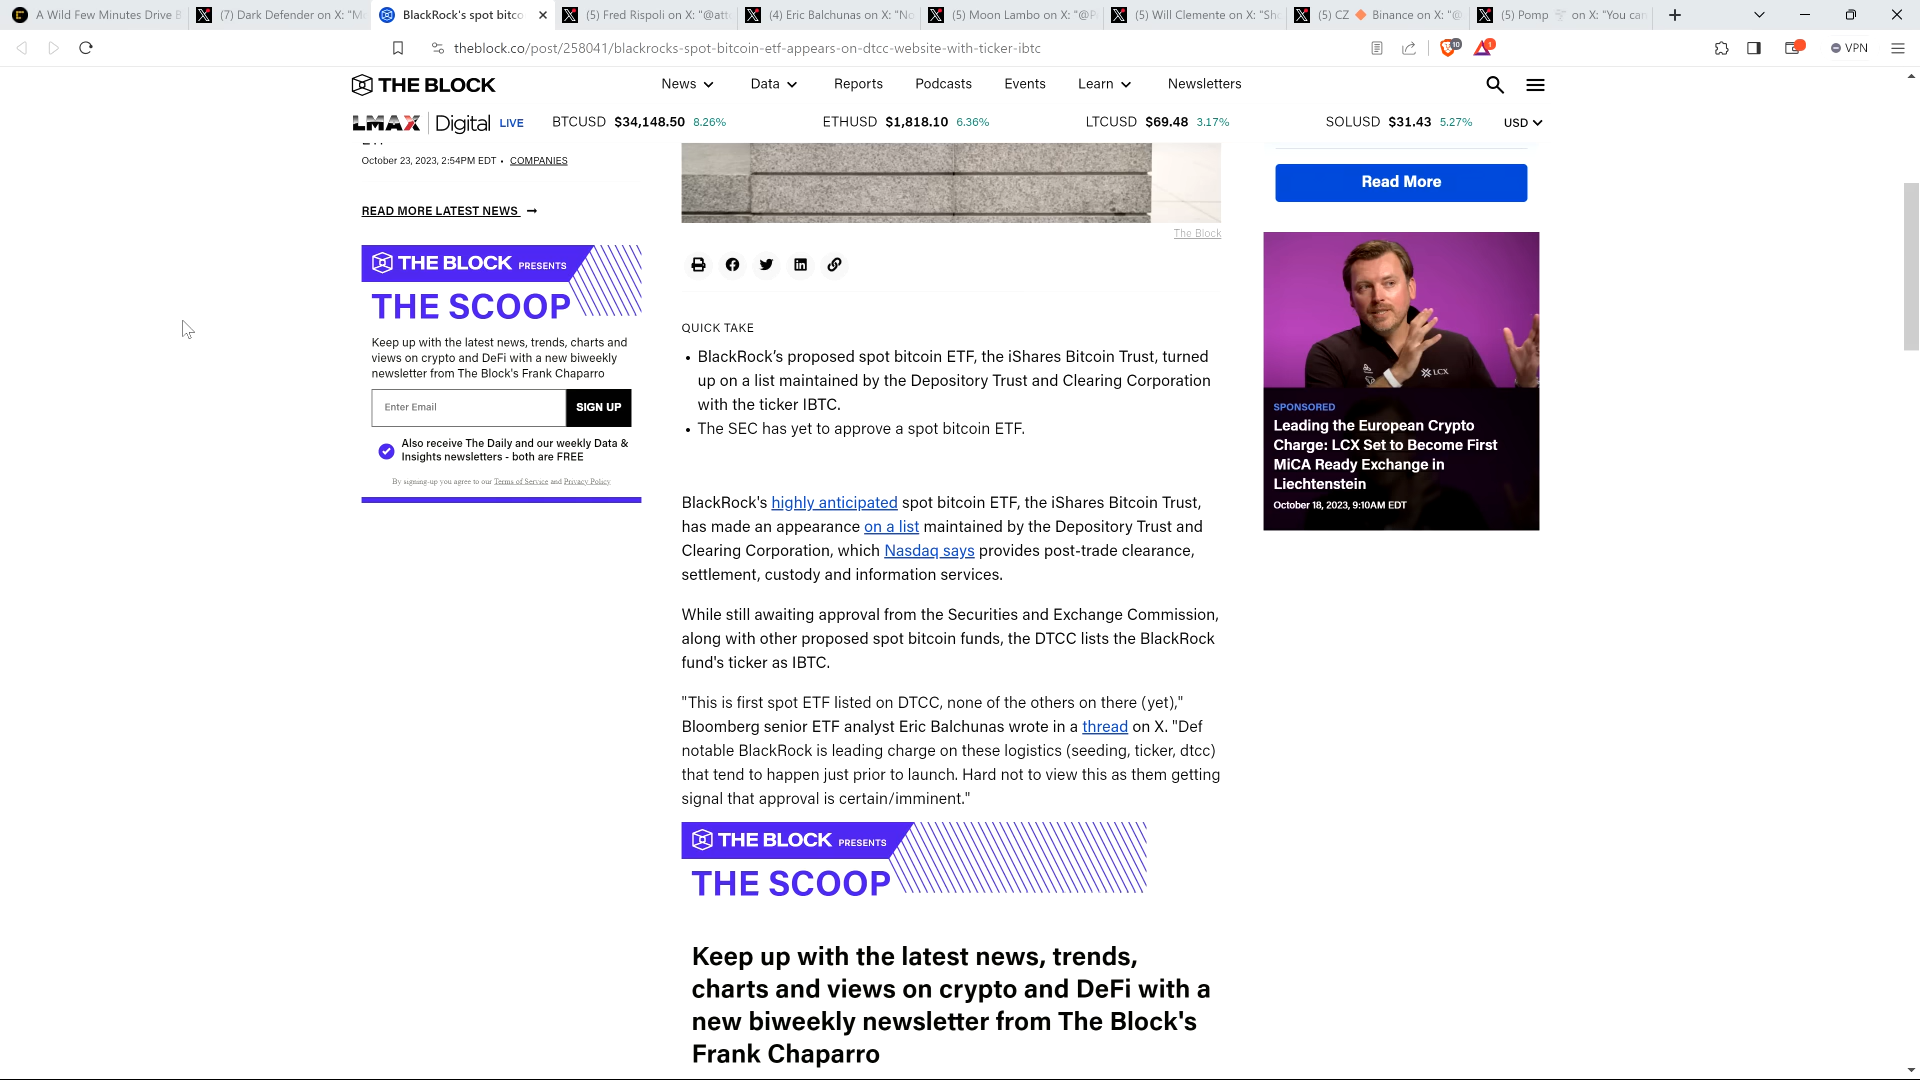 A Wild Few Minutes Drive B
(7) Dark Defender on X: "M
BlackRock's spot bitco
(5) Fred Rispoli on X: "@att
(4) Eric Balchunas on X: "No
(5) Moon Lambo on X: "@P
(5) Will Clemente on X: "Sh
(5) CZ 🔶 Binance on X: "@
(5) Pomp 🌪 on X: "You can
theblock.co/post/258041/blackrocks-spot-bitcoin-etf-appears-on-dtcc-website-with-ticker-ibtc
10
1
VPN
THE BLOCK
News
Data
Reports
Podcasts
Events
Learn
Newsletters
LMAX Digital LIVE
BTCUSD $34,148.50 8.26%
ETHUSD $1,818.10 6.36%
LTCUSD $69.48 3.17%
SOLUSD $31.43 5.27%
USD
October 23, 2023, 2:54PM EDT • COMPANIES
READ MORE LATEST NEWS →
THE BLOCK PRESENTS
THE SCOOP
Keep up with the latest news, trends, charts and
views on crypto and DeFi with a new biweekly
newsletter from The Block's Frank Chaparro
Enter Email
SIGN UP
Also receive The Daily and our weekly Data &
Insights newsletters - both are FREE
By signing-up you agree to our Terms of Service and Privacy Policy
The Block
QUICK TAKE
• BlackRock’s proposed spot bitcoin ETF, the iShares Bitcoin Trust, turned
up on a list maintained by the Depository Trust and Clearing Corporation
with the ticker IBTC.
• The SEC has yet to approve a spot bitcoin ETF.
BlackRock's highly anticipated spot bitcoin ETF, the iShares Bitcoin Trust,
has made an appearance on a list maintained by the Depository Trust and
Clearing Corporation, which Nasdaq says provides post-trade clearance,
settlement, custody and information services.
While still awaiting approval from the Securities and Exchange Commission,
along with other proposed spot bitcoin funds, the DTCC lists the BlackRock
fund's ticker as IBTC.
"This is first spot ETF listed on DTCC, none of the others on there (yet),"
Bloomberg senior ETF analyst Eric Balchunas wrote in a thread on X. "Def
notable BlackRock is leading charge on these logistics (seeding, ticker, dtcc)
that tend to happen just prior to launch. Hard not to view this as them getting
signal that approval is certain/imminent."
THE BLOCK PRESENTS
THE SCOOP
Keep up with the latest news, trends,
charts and views on crypto and DeFi with a
new biweekly newsletter from The Block's
Frank Chaparro
Read More
LCX
SPONSORED
Leading the European Crypto
Charge: LCX Set to Become First
MiCA Ready Exchange in
Liechtenstein
October 18, 2023, 9:10AM EDT